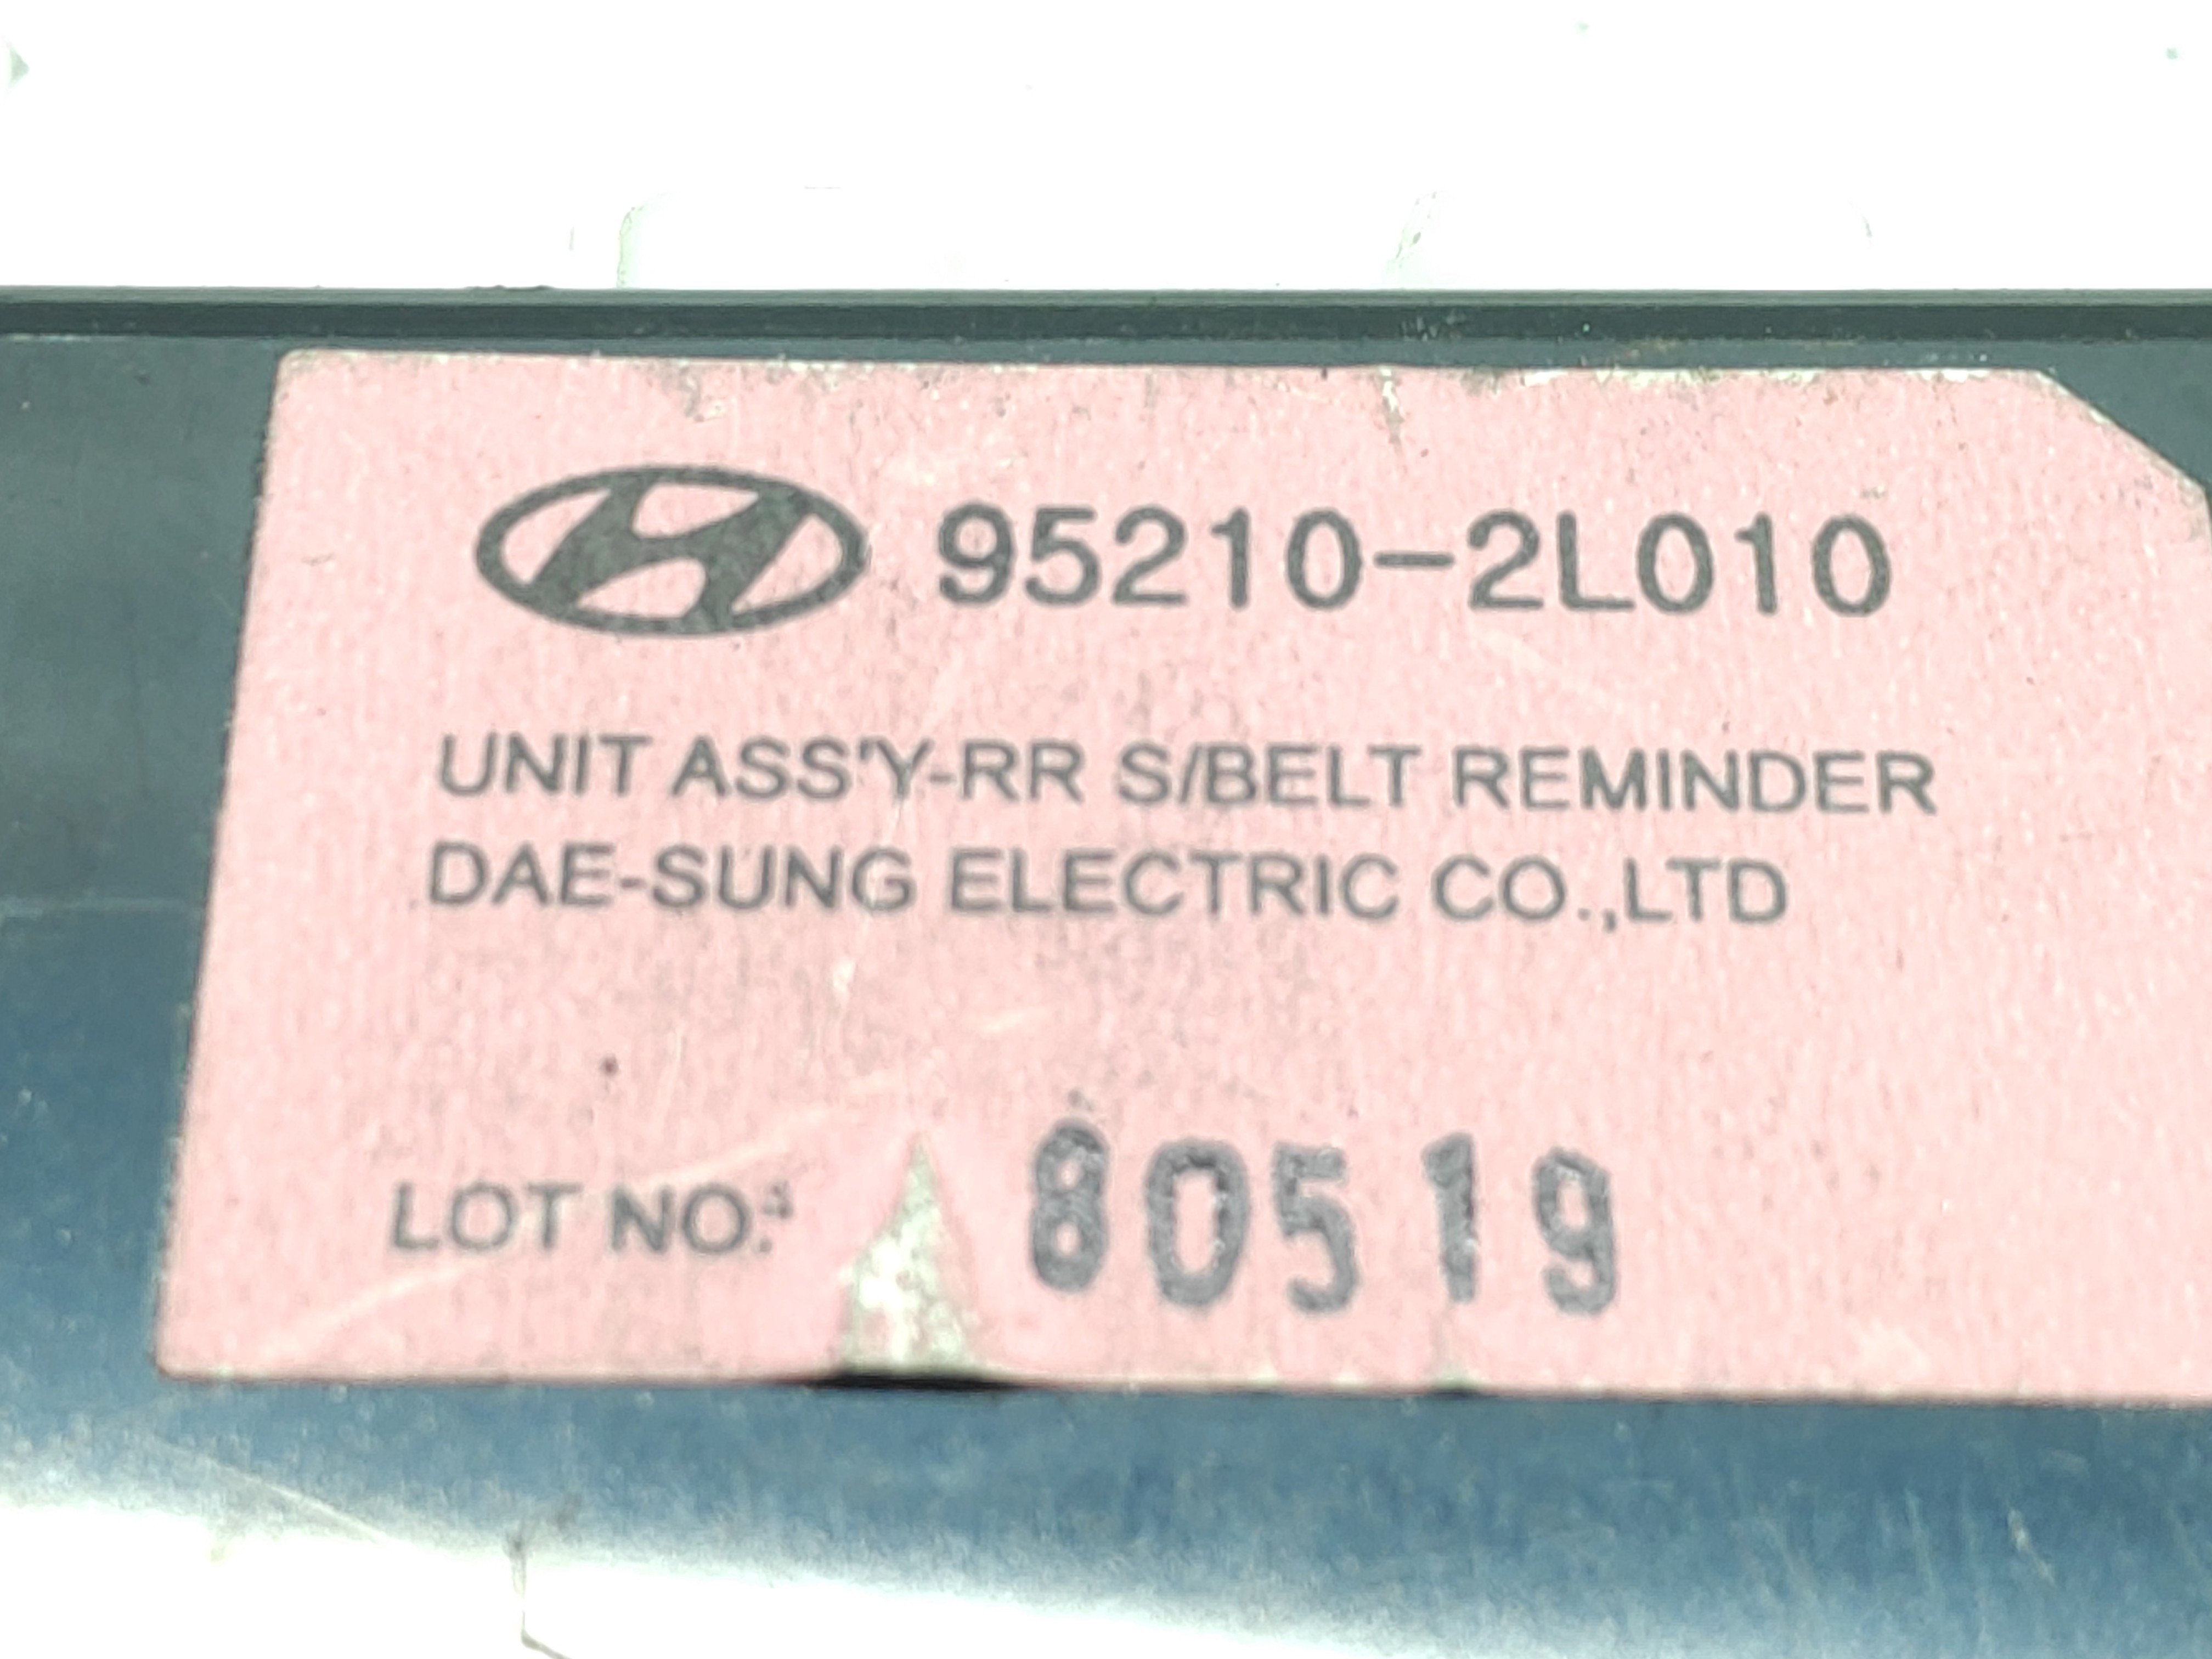 95210-2L010
UNIT ASS'Y-RR S/BELT REMINDER
DAE-SUNG ELECTRIC CO.,LTD
LOT NO.: 80519